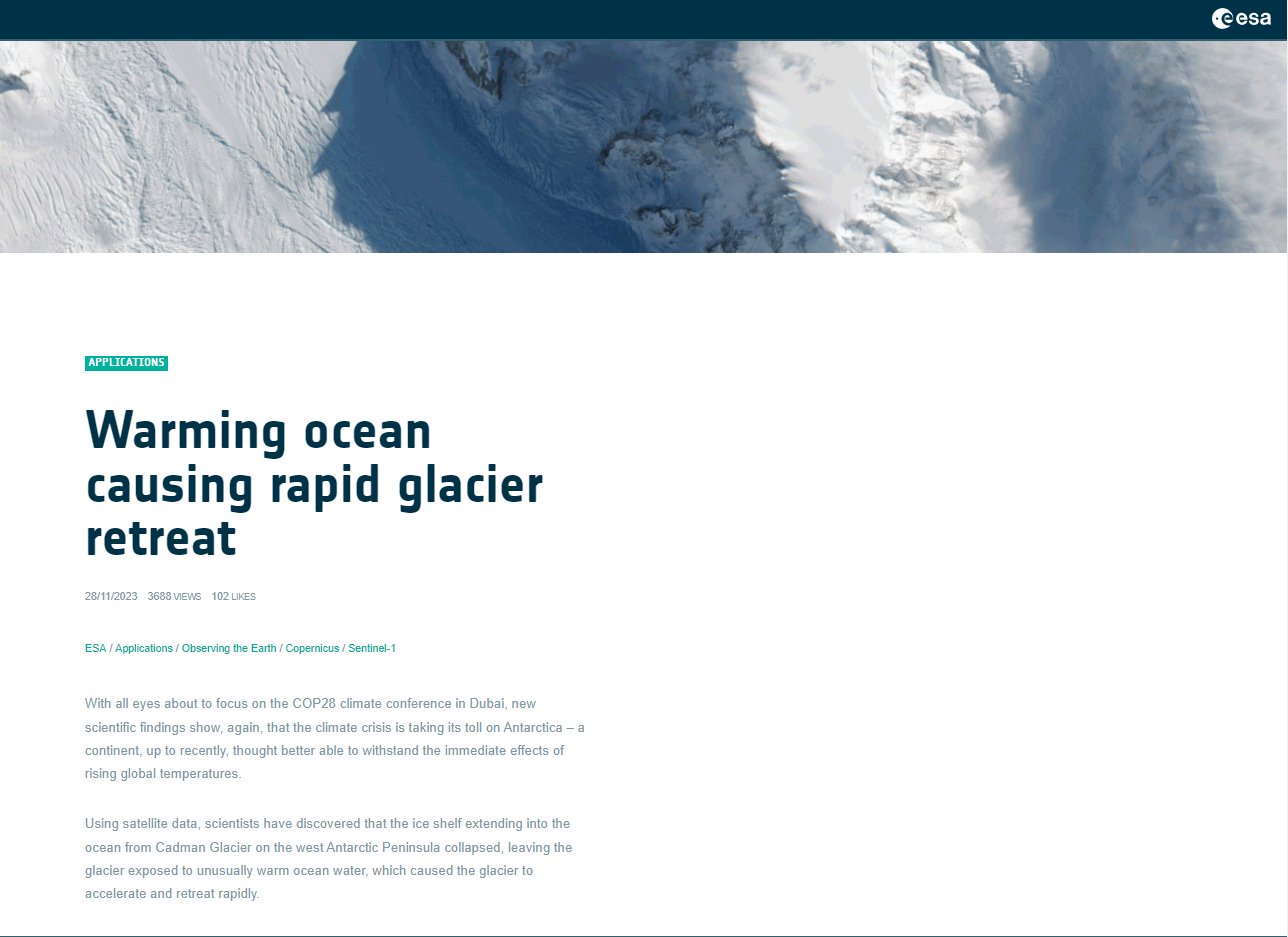 esa
APPLICATIONS
Warming ocean
causing rapid glacier
retreat
28/11/2023 3688 VIEWS 102 LIKES
ESA / Applications / Observing the Earth / Copernicus / Sentinel-1
With all eyes about to focus on the COP28 climate conference in Dubai, new
scientific findings show, again, that the climate crisis is taking its toll on Antarctica – a
continent, up to recently, thought better able to withstand the immediate effects of
rising global temperatures.
Using satellite data, scientists have discovered that the ice shelf extending into the
ocean from Cadman Glacier on the west Antarctic Peninsula collapsed, leaving the
glacier exposed to unusually warm ocean water, which caused the glacier to
accelerate and retreat rapidly.